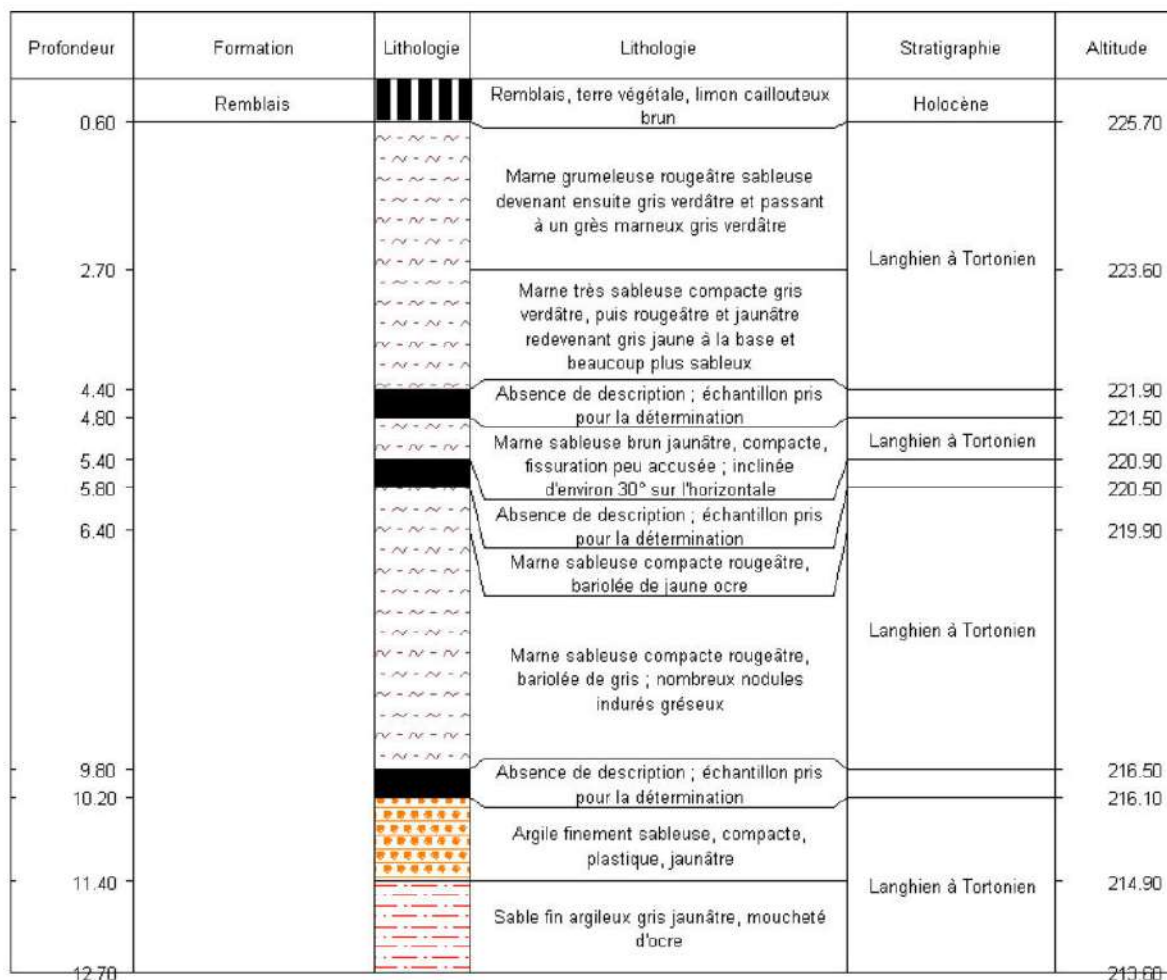 Profondeur Formation Lithologie Lithologie Stratigraphie Altitude
Remblais
Remblais, terre végétale, limon caillouteux
brun
Holocène
0.60 225.70
Marne grumeleuse rougeâtre sableuse
devenant ensuite gris verdâtre et passant
à un grès marneux gris verdâtre
Langhien à Tortonien
2.70 223.60
Marne très sableuse compacte gris
verdâtre, puis rougeâtre et jaunâtre
redevenant gris jaune à la base et
beaucoup plus sableux
4.40 221.90
Absence de description ; échantillon pris
pour la détermination
4.80 221.50
Marne sableuse brun jaunâtre, compacte,
fissuration peu accusée ; inclinée
d'environ 30° sur l'horizontale
Langhien à Tortonien
5.40 220.90
Absence de description ; échantillon pris
pour la détermination
5.80 220.50
Marne sableuse compacte rougeâtre,
bariolée de jaune ocre
6.40 219.90
Marne sableuse compacte rougeâtre,
bariolée de gris ; nombreux nodules
indurés gréseux
Langhien à Tortonien
9.80 216.50
Absence de description ; échantillon pris
pour la détermination
10.20 216.10
Argile finement sableuse, compacte,
plastique, jaunâtre
11.40 214.90
Langhien à Tortonien
Sable fin argileux gris jaunâtre, moucheté
d'ocre
12.70 213.60